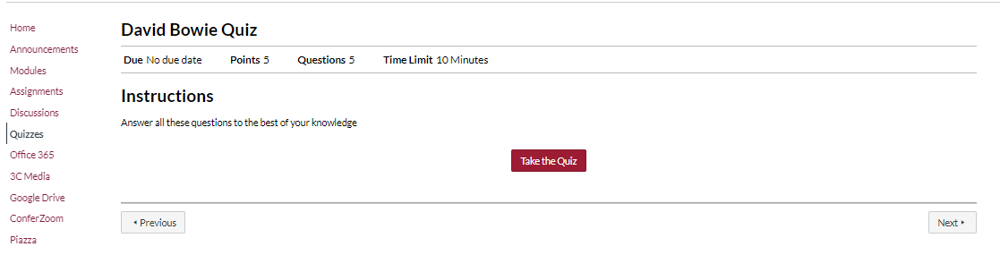 Home
Announcements
Modules
Assignments
Discussions
Quizzes
Office 365
3C Media
Google Drive
ConferZoom
Piazza
David Bowie Quiz
Due No due date Points 5 Questions 5 Time Limit 10 Minutes
Instructions
Answer all these questions to the best of your knowledge
Take the Quiz
Previous
Next